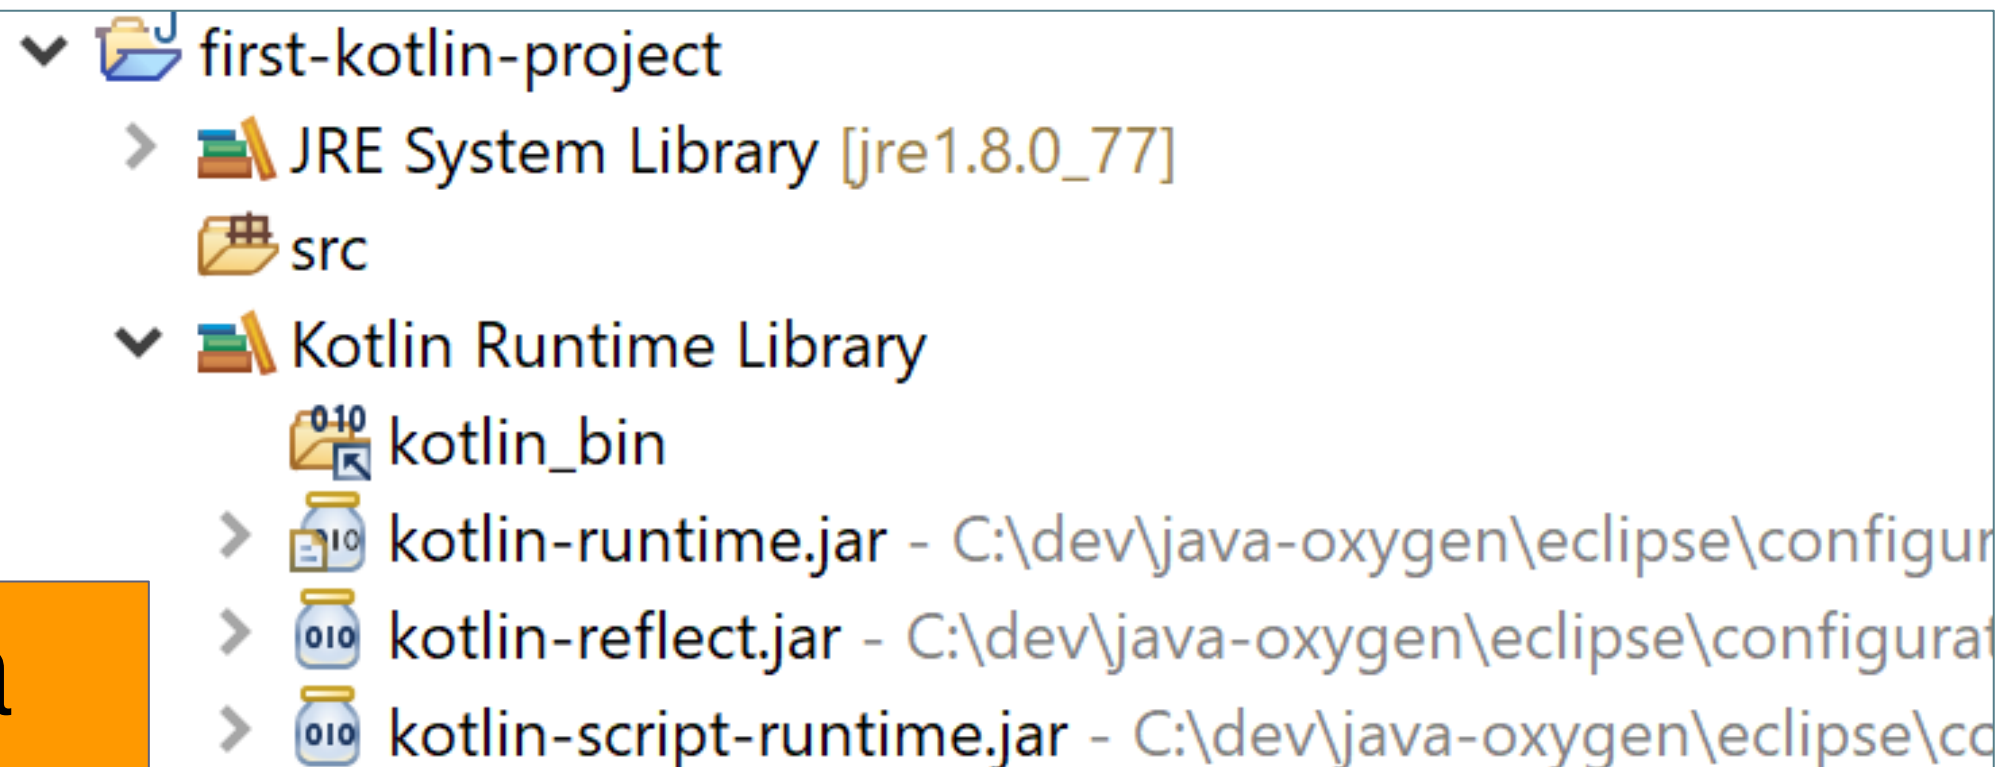 first-kotlin-project
JRE System Library [jre1.8.0_77]
src
Kotlin Runtime Library
kotlin_bin
kotlin-runtime.jar - C:\dev\java-oxygen\eclipse\configur
kotlin-reflect.jar - C:\dev\java-oxygen\eclipse\configurat
kotlin-script-runtime.jar - C:\dev\java-oxygen\eclipse\co
a